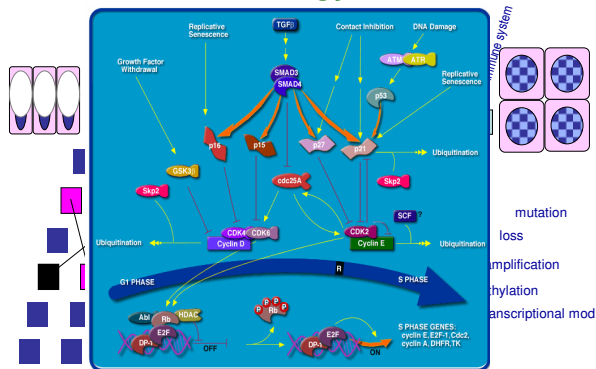 TGFβ
Replicative
Senescence
Contact Inhibition
DNA Damage
immune system
Growth Factor
Withdrawal
ATM
ATR
SMAD3
SMAD4
Replicative
Senescence
p53
p16
p15
p27
p21
Ubiquitination
GSK3β
Skp2
cdc25A
Skp2
SCF ?
mutation
CDK4
CDK6
Cyclin D
CDK2
Cyclin E
loss
Ubiquitination
Ubiquitination
amplification
G1 PHASE
R
S PHASE
thylation
anscriptional mod
Abl
Rb
HDAC
E2F
DP-1
OFF
P
P
P
P
Rb
E2F
DP-1
ON
S PHASE GENES:
cyclin E,E2F-1,Cdc2,
cyclin A,DHFR,TK